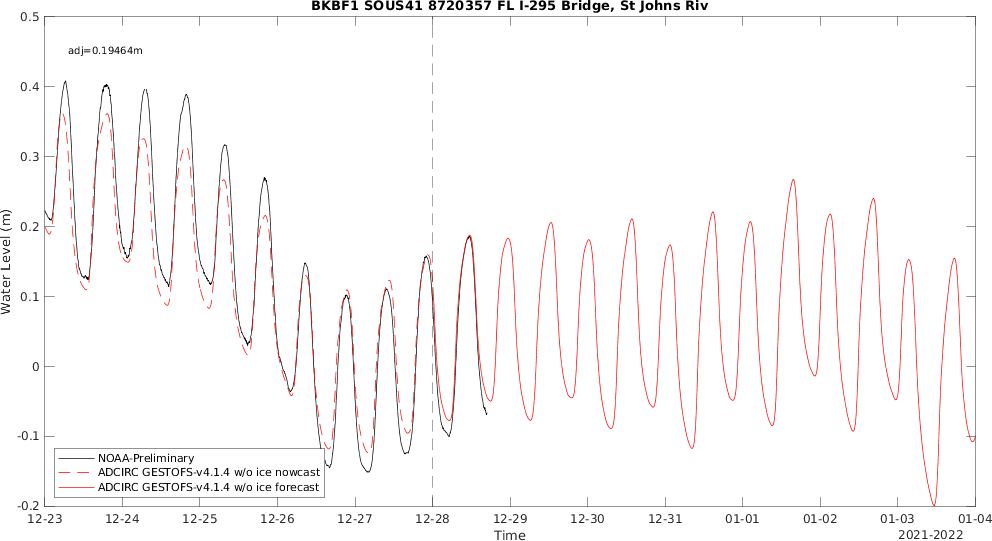 BKBF1 SOUS41 8720357 FL I-295 Bridge, St Johns Riv
adj=0.19464m
0.5
0.4
0.3
0.2
0.1
0
-0.1
-0.2
Water Level (m)
NOAA-Preliminary
ADCIRC GESTOFS-v4.1.4 w/o ice nowcast
ADCIRC GESTOFS-v4.1.4 w/o ice forecast
12-23 12-24 12-25 12-26 12-27 12-28 12-29 12-30 12-31 01-01 01-02 01-03 01-04
Time
2021-2022